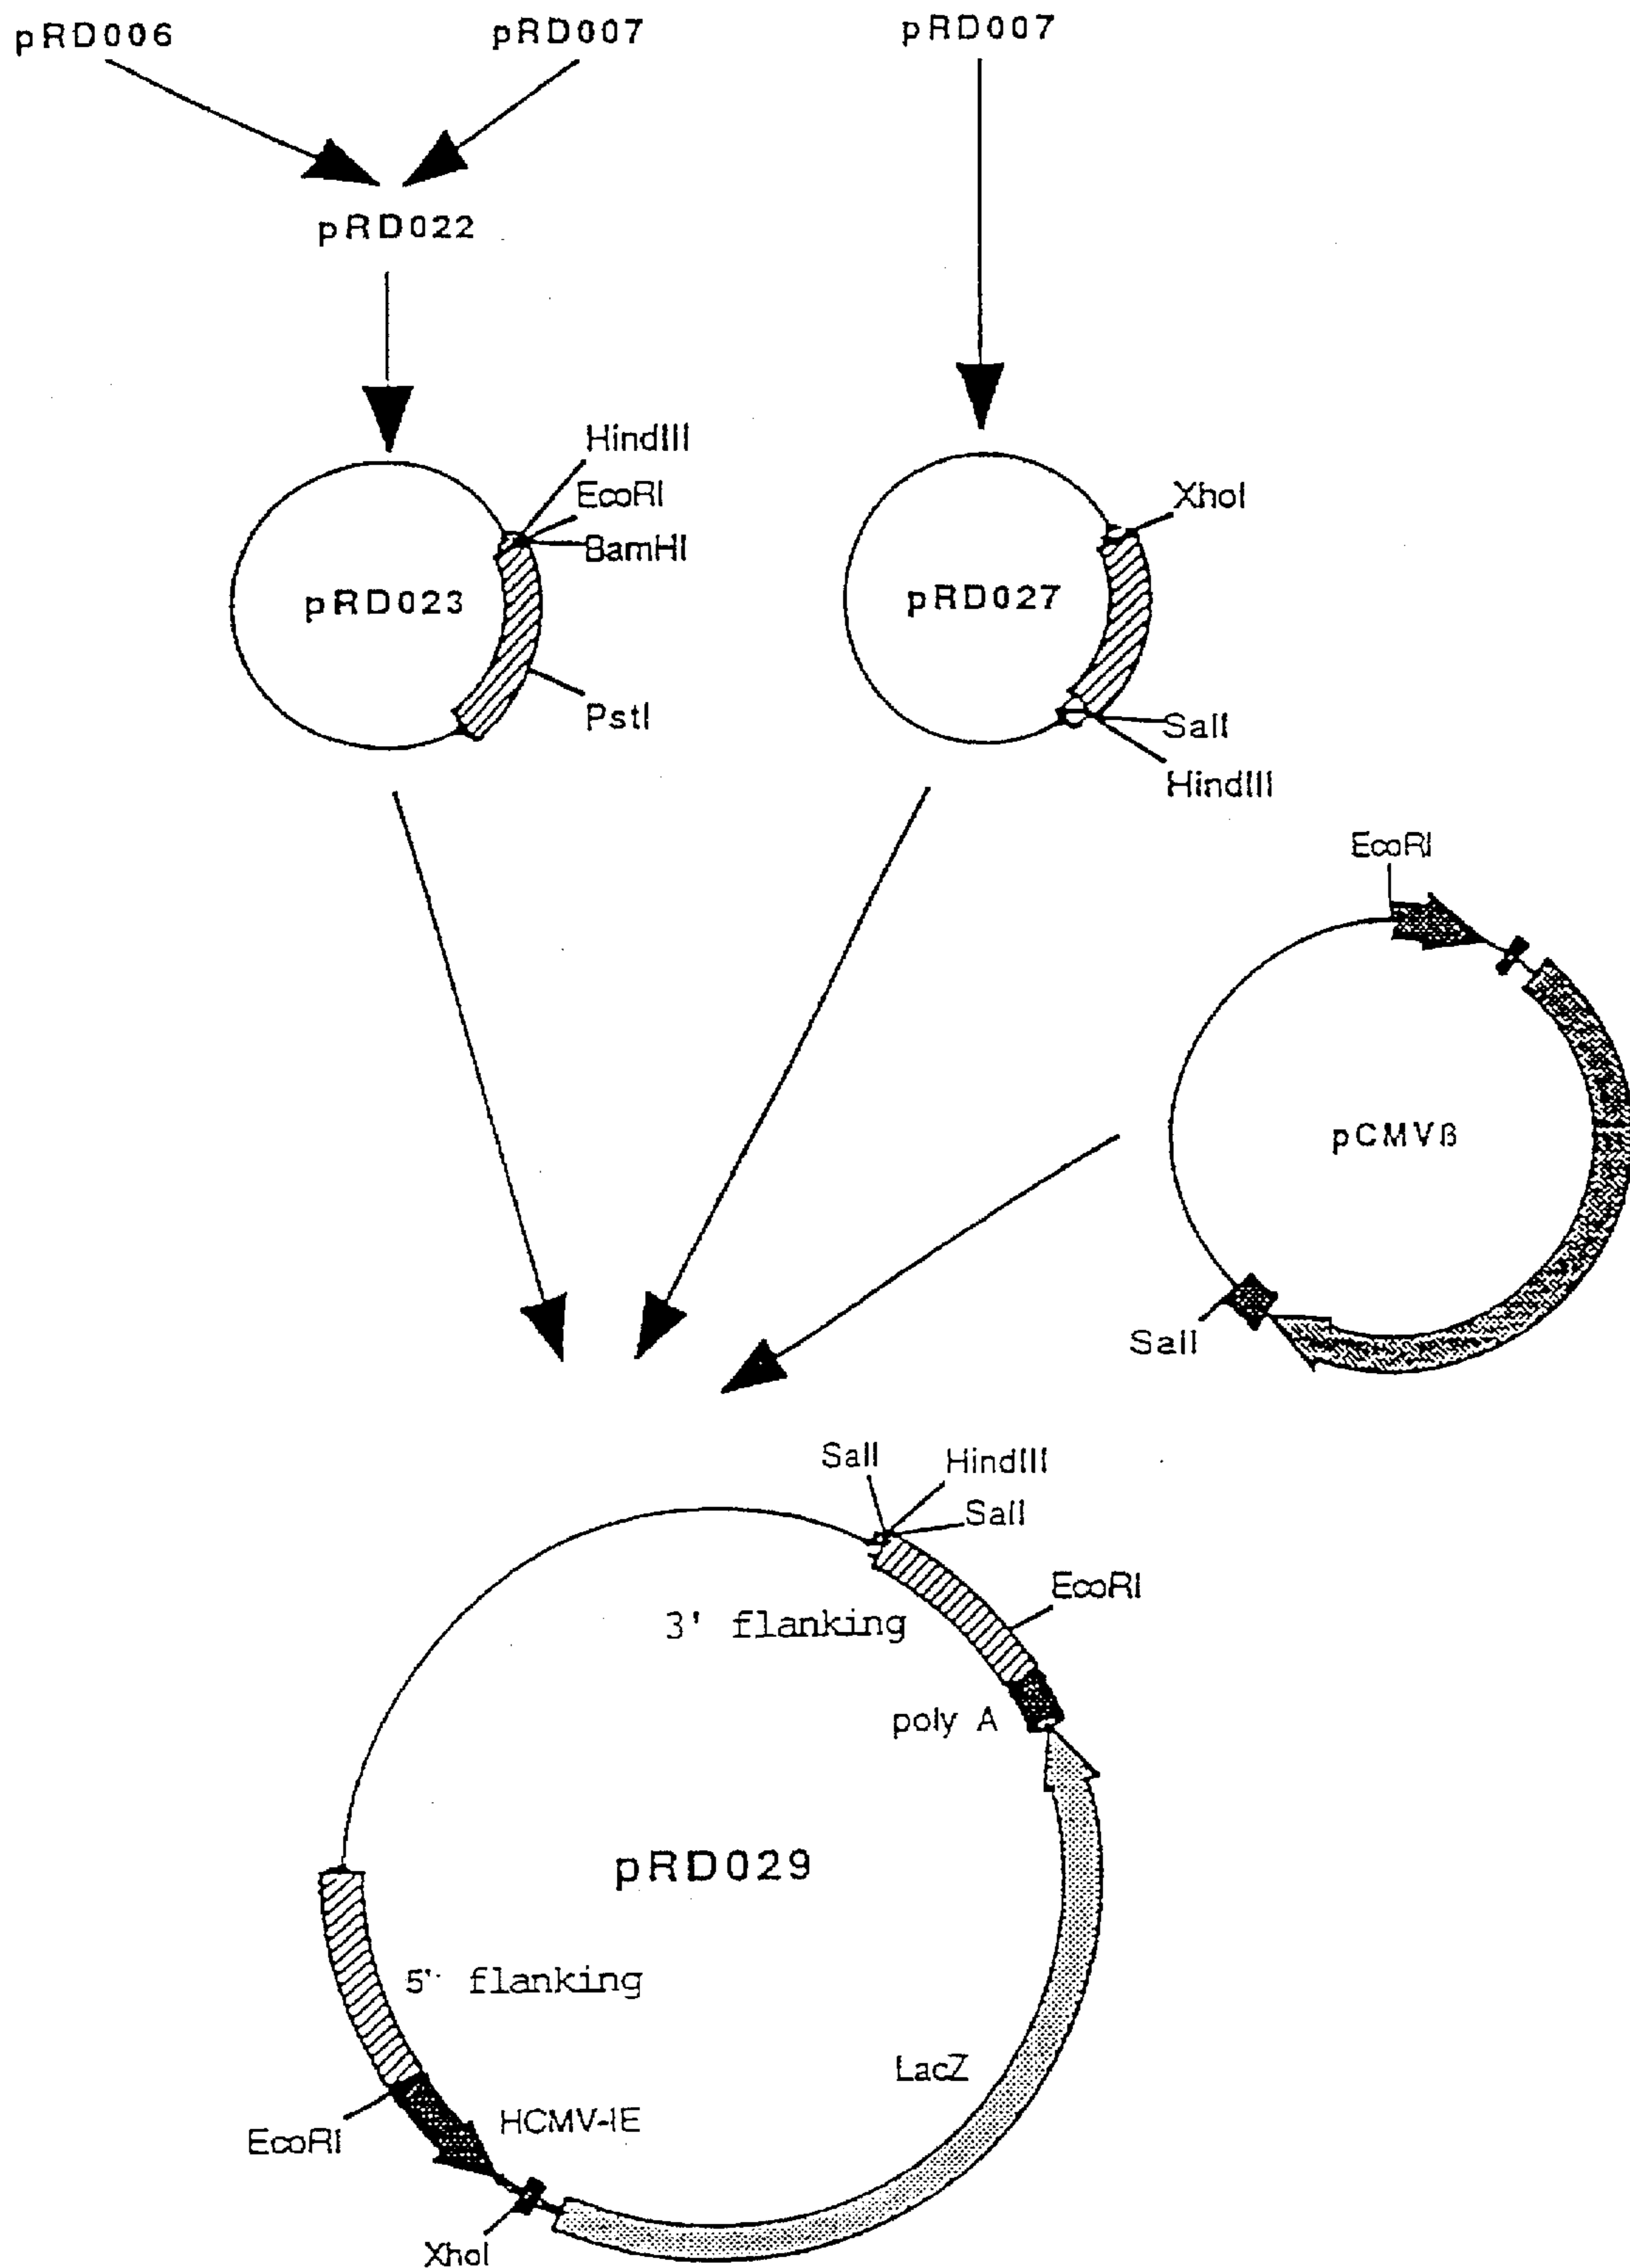 pRD006
pRD007
pRD007
pRD022
HindIII
EcoRI
BamHI
pRD023
PstI
XhoI
pRD027
SalI
HindIII
EcoRI
pCMVß
SalI
SalI
HindIII
SalI
EcoRI
3' flanking
poly A
pRD029
5' flanking
LacZ
HCMV-IE
EcoRI
XhoI